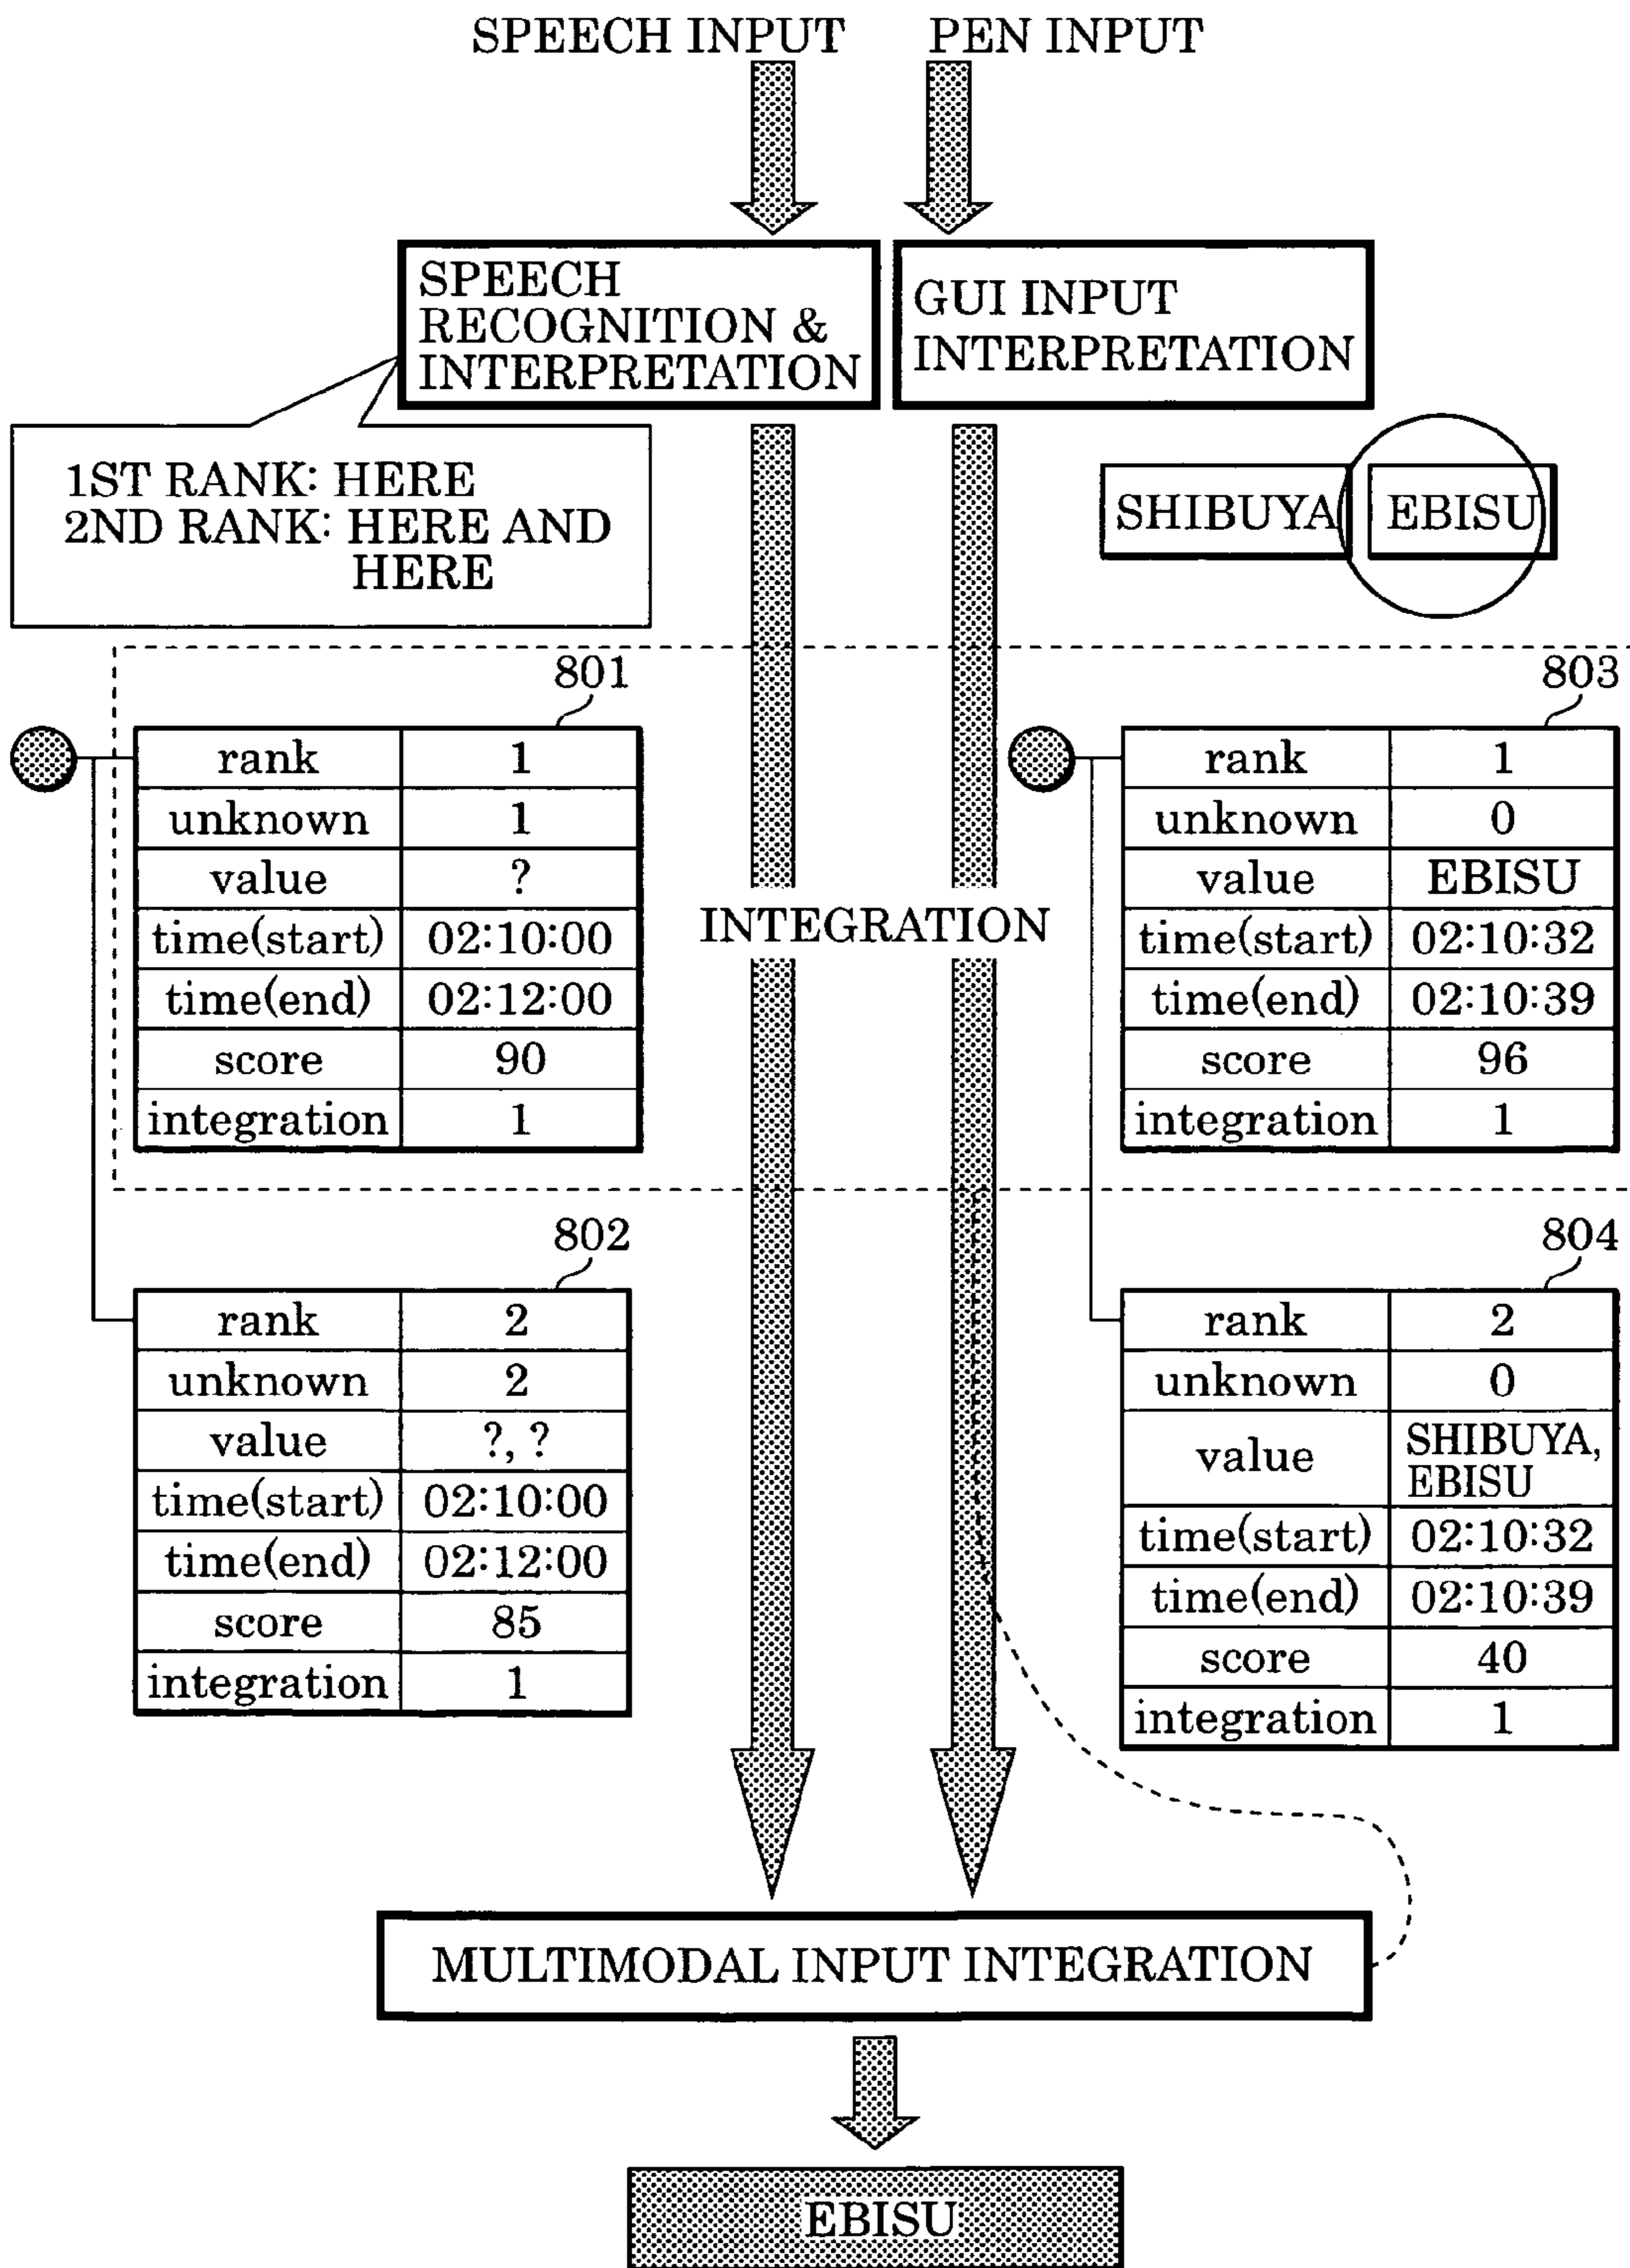 SPEECH INPUT
PEN INPUT
SPEECH
RECOGNITION &
INTERPRETATION
GUI INPUT
INTERPRETATION
1ST RANK: HERE
2ND RANK: HERE AND
HERE
SHIBUYA
EBISU
801
rank 1
unknown 1
value ?
time(start) 02:10:00
time(end) 02:12:00
score 90
integration 1
INTEGRATION
803
rank 1
unknown 0
value EBISU
time(start) 02:10:32
time(end) 02:10:39
score 96
integration 1
802
rank 2
unknown 2
value ?, ?
time(start) 02:10:00
time(end) 02:12:00
score 85
integration 1
804
rank 2
unknown 0
value SHIBUYA,
EBISU
time(start) 02:10:32
time(end) 02:10:39
score 40
integration 1
MULTIMODAL INPUT INTEGRATION
EBISU